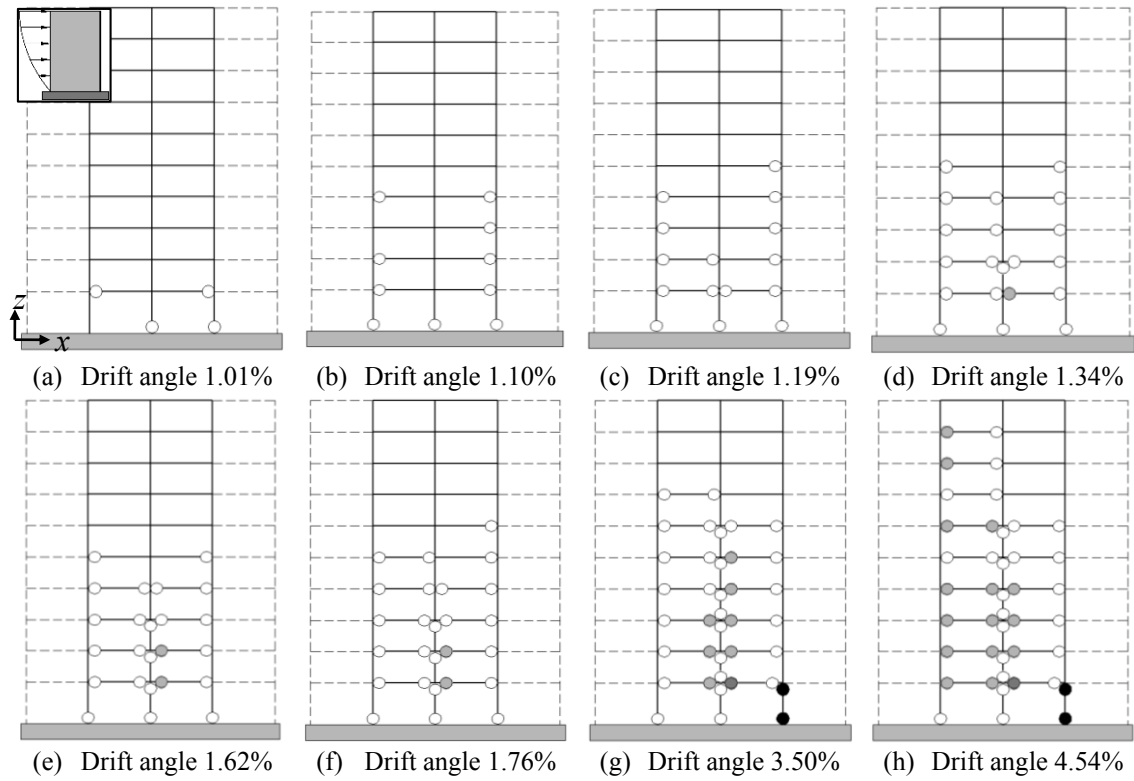 z
x
(a) Drift angle 1.01%
(b) Drift angle 1.10%
(c) Drift angle 1.19%
(d) Drift angle 1.34%
(e) Drift angle 1.62%
(f) Drift angle 1.76%
(g) Drift angle 3.50%
(h) Drift angle 4.54%